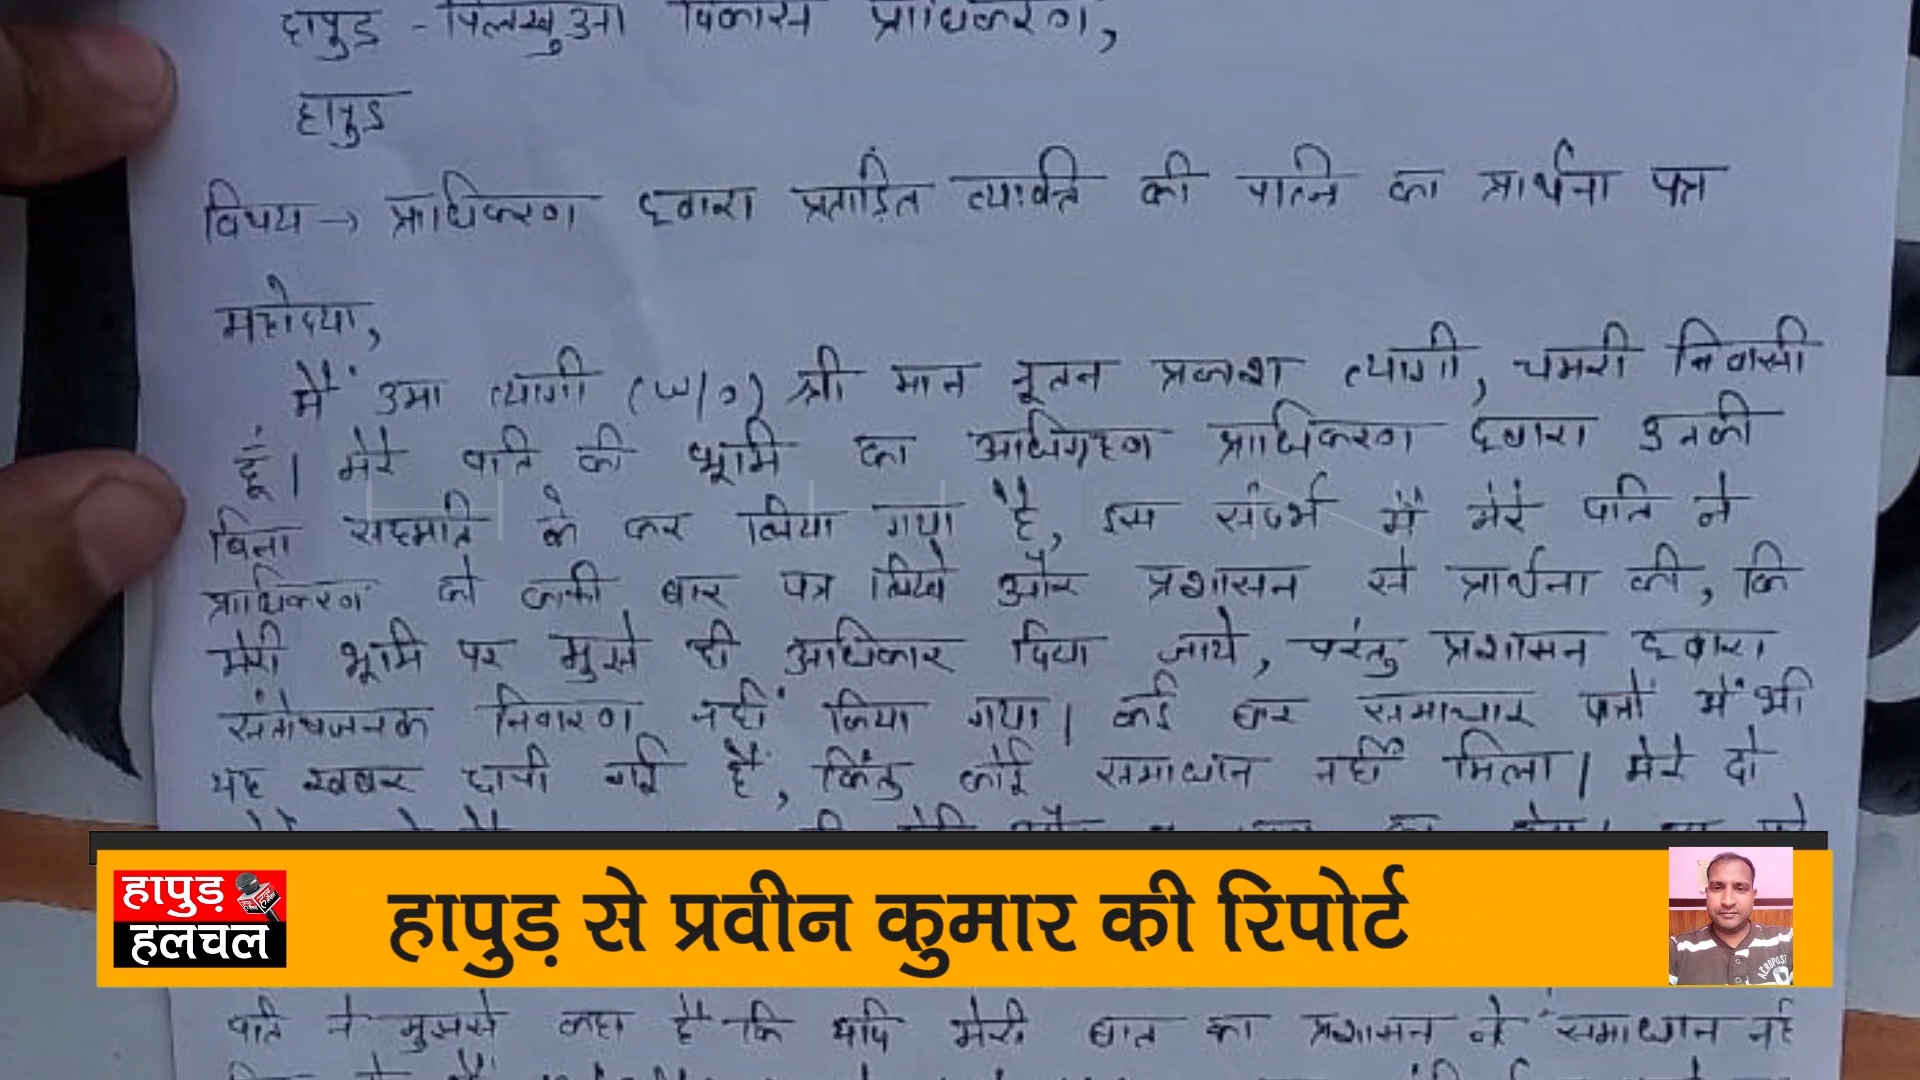 हापुड़ - पिलखुआ विकास प्राधिकरण,
हापुड़
विषय → प्राधिकरण द्वारा प्रताड़ित व्यक्ति की पत्नि का प्रार्थना पत्र
महोदया,
मैं उमा त्यागी (w/o) श्री मान नूतन प्रकाश त्यागी, चमरी निवासी
हूं। मेरे पति की भूमि का अधिग्रहण प्राधिकरण द्वारा उनकी
बिना सहमति के कर लिया गया है, इस संदर्भ में मेरे पति ने
प्राधिकरण को काफी बार पत्र लिखे और प्रशासन से प्रार्थना की, कि
मेरी भूमि पर मुझे ही अधिकार दिया जाये, परंतु प्रशासन द्वारा
संतोषजनक निवारण नहीं किया गया। कई बार समाचार पत्रों में भी
यह खबर छापी गई है, किंतु कोई समाधान नहीं मिला। मेरे दो
हापुड़
हलचल
हापुड़ से प्रवीन कुमार की रिपोर्ट
AEROPOST
पति ने मुझसे कहा है कि यदि मेरी बात का प्रशासन ने समाधान